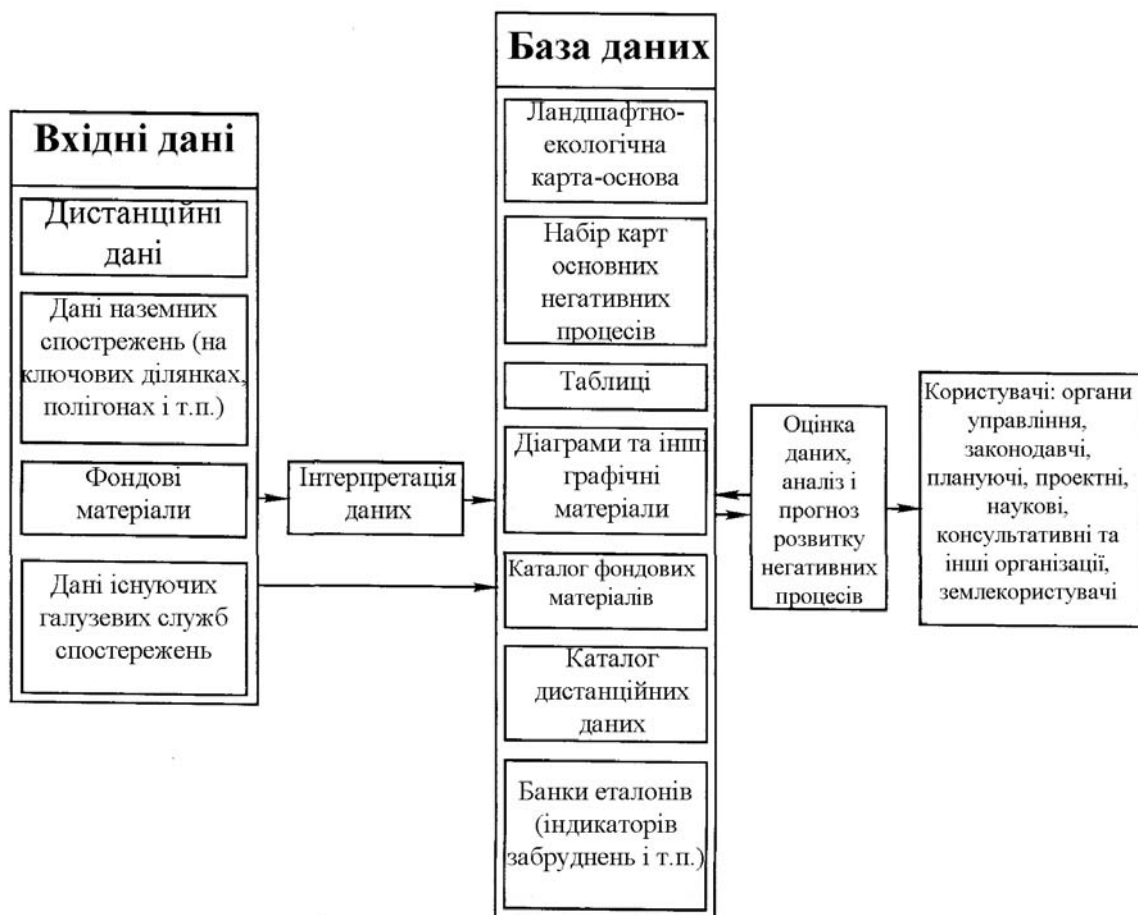 Вхідні дані
Дистанційні
дані
Дані наземних
спострежень (на
ключових ділянках,
полігонах і т.п.)
Фондові
матеріали
Дані існуючих
галузевих служб
спостережень
Інтерпретація
даних
База даних
Ландшафтно-
екологічна
карта-основа
Набір карт
основних
негативних
процесів
Таблиці
Діаграми та інші
графічні
матеріали
Каталог фондових
матеріалів
Каталог
дистанційних
даних
Банки еталонів
(індикаторів
забруднень і т.п.)
Оцінка
даних,
аналіз і
прогноз
розвитку
негативних
процесів
Користувачі: органи
управління,
законодавчі,
плануючі, проектні,
наукові,
консультативні та
інші організації,
землекористувачі